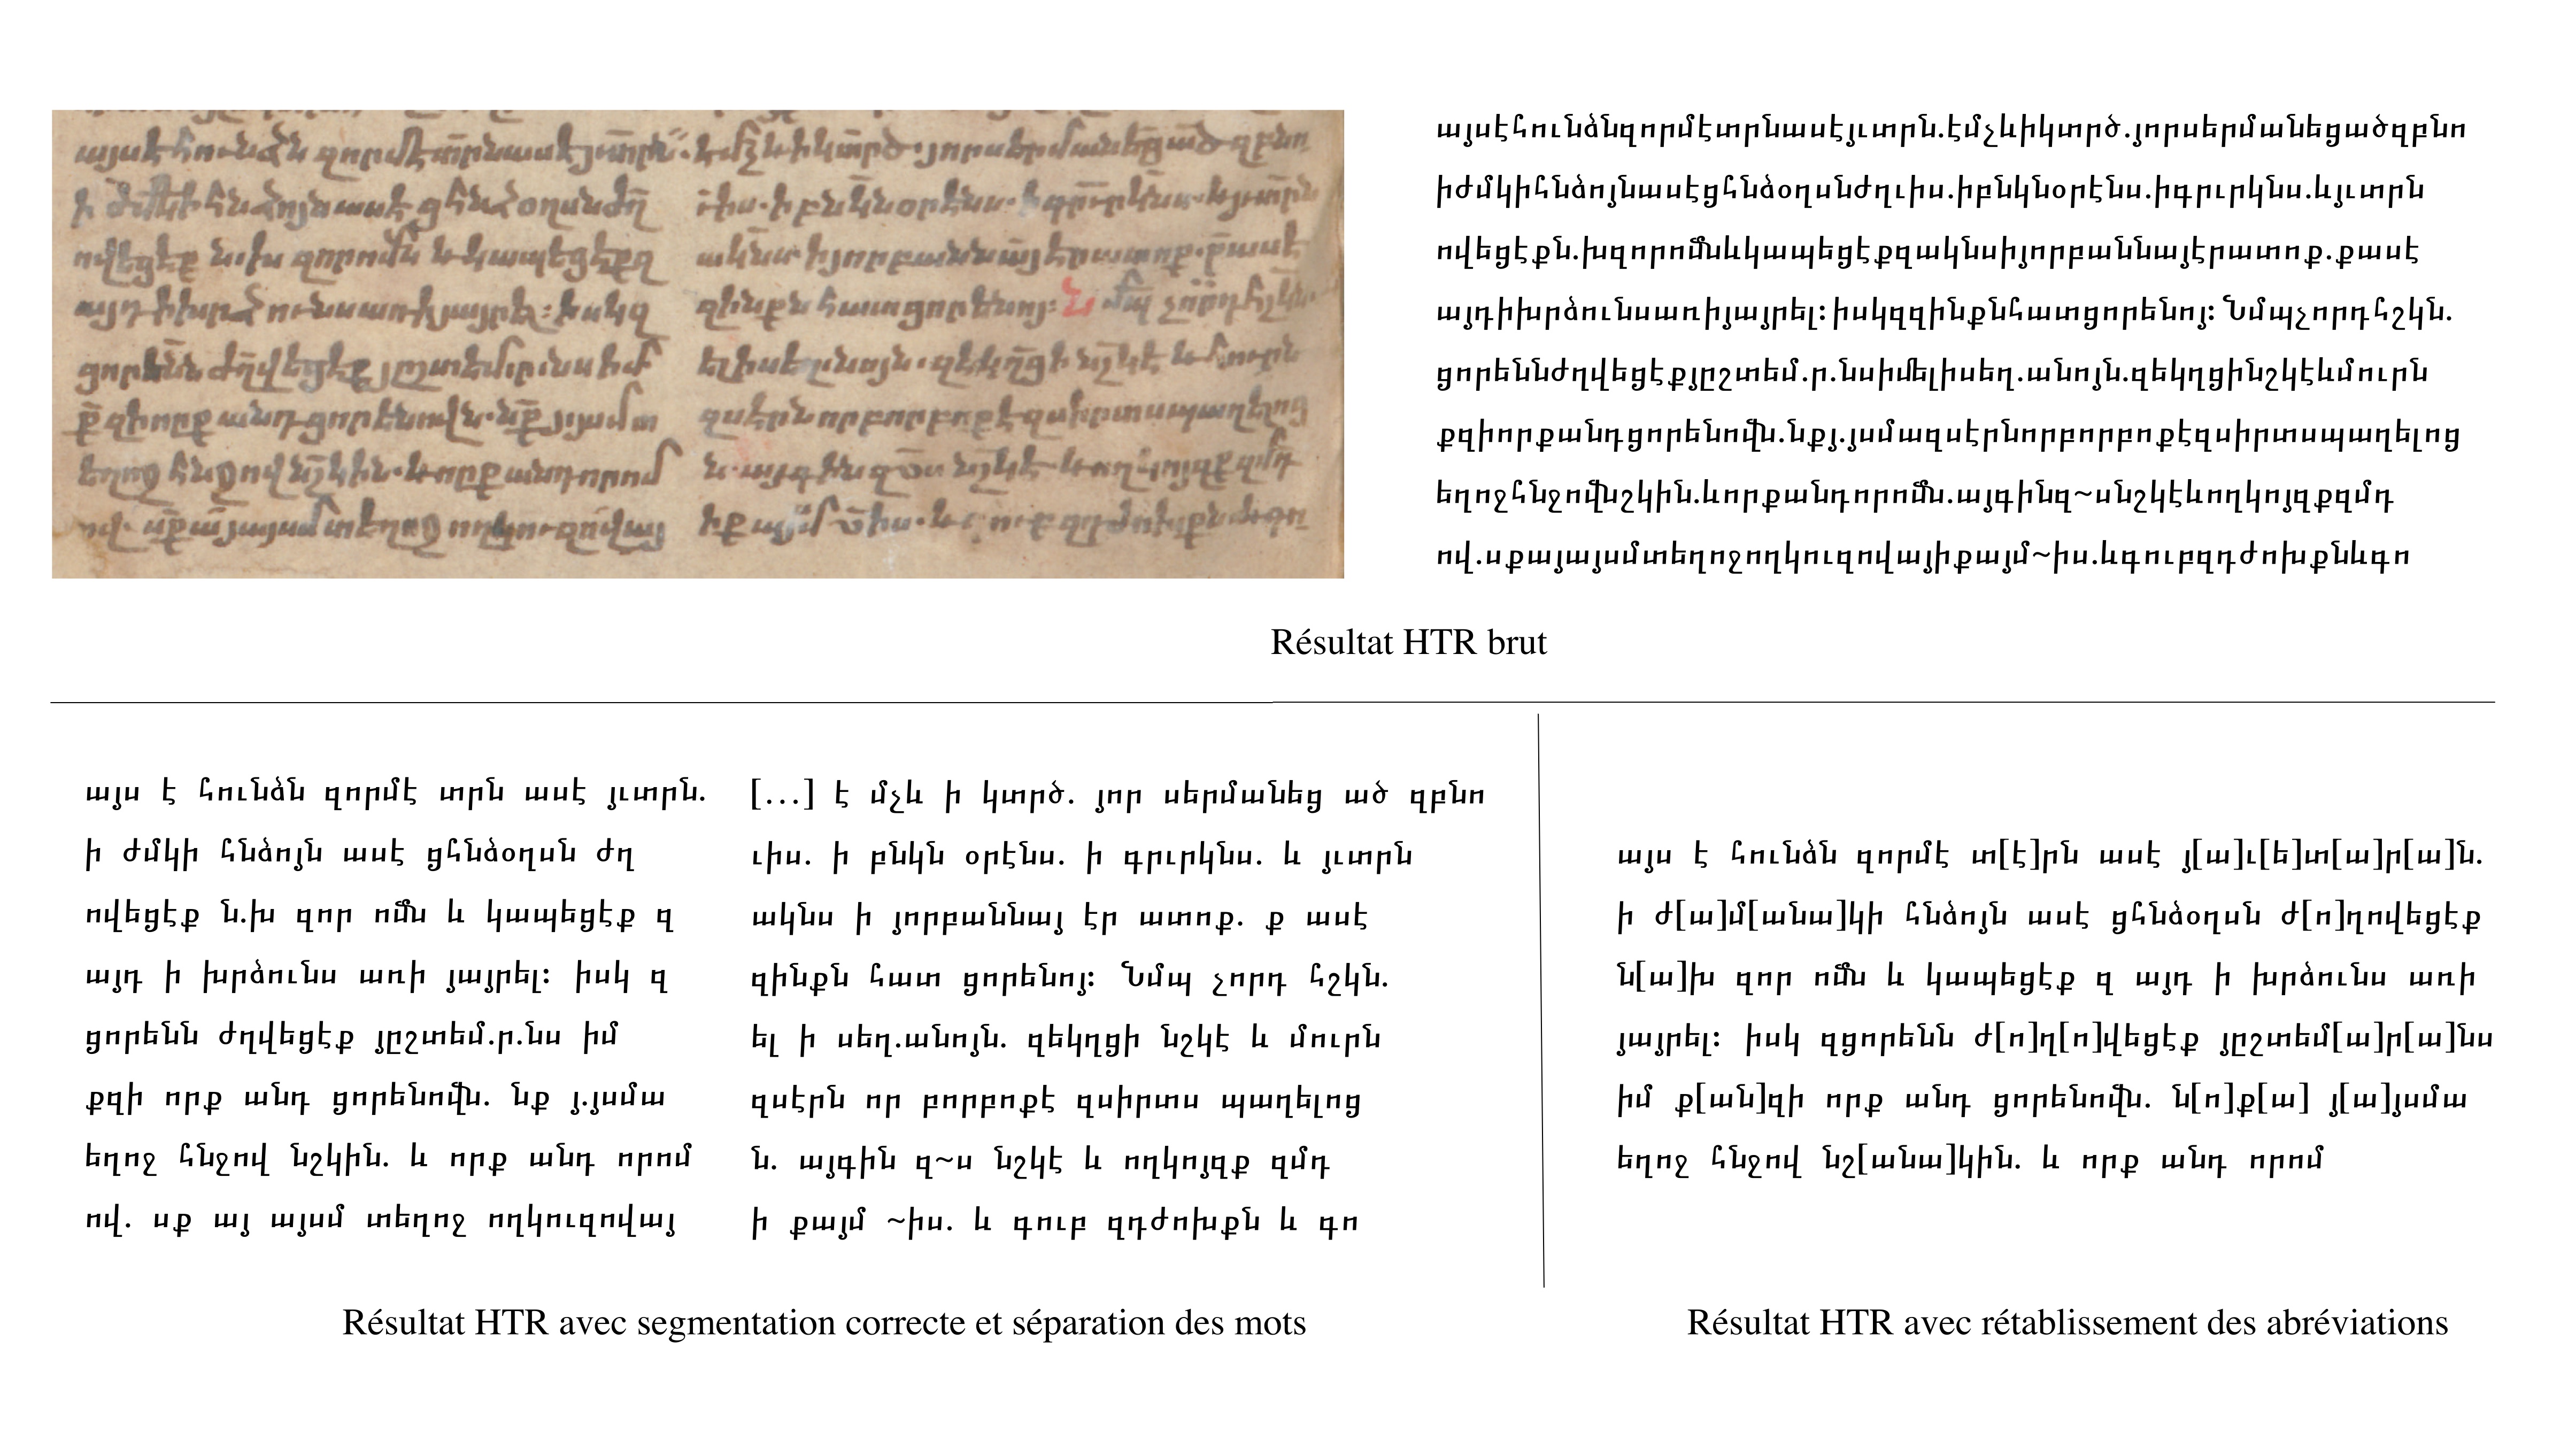 այսէհունձնզորմէտրնասէյւտրն.էմչևիկտրծ.յորսերմանեցածզբնո
իժմկիհնձոյնասէցհնձօղսնժղւիս.իբնկնօրէնս.իգրւրկնս.ևյւտրն
ովեցէքն.խզորոմնևկապեցէքզակնսիյորբաննայէրատոք.քասէ
այդիխրձունսառիյայրել։իսկզզինքնհատցորենոյ։Նմպչորդհշկն.
ցորեննժղվեցէքյըշտեմ.ր.նսիմելիսեղ.անոյն.զեկղցինշկէևմուրն
քզիորքանդցորենովն.նքյ.յսմազսէրնորբորբոքէզսիրտսպաղելոց
եղոջհնջովնշկին.ևորքանդորոմն.այգինզ~սնշկէևողկոյզքզմդ
ով.սքայայսմտեղոջողկուզովայիքայմ~իս.ևգուբզդժոխքնևգո
Résultat HTR brut
այս է հունձն զորմէ տրն ասէ յւտրն.
ի ժմկի հնձոյն ասէ ցհնձօղսն ժղ
ովեցէք ն.խ զոր ոմն և կապեցէք զ
այդ ի խրձունս առի յայրել։ իսկ զ
ցորենն ժղվեցէք յըշտեմ.ր.նս իմ
քզի որք անդ ցորենովն. նք յ.յսմա
եղոջ հնջով նշկին. և որք անդ որոմ
ով. սք այ այսմ տեղոջ ողկուզովայ
[...] է մչև ի կտրծ. յոր սերմանեց ած զբնո
ւիս. ի բնկն օրէնս. ի գրւրկնս. և յւտրն
ակնս ի յորբաննայ էր ատոք. ք ասէ
զինքն հատ ցորենոյ։ Նմպ չորդ հշկն.
ել ի սեղ.անոյն. զեկղցի նշկէ և մուրն
զսէրն որ բորբոքէ զսիրտս պաղելոց
ն. այգին զ~ս նշկէ և ողկոյզք զմդ
ի քայմ ~իս. և գուբ զդժոխքն և գո
Résultat HTR avec segmentation correcte et séparation des mots
այս է հունձն զորմէ տ[է]րն ասէ յ[ա]ւ[ե]տ[ա]ր[ա]ն.
ի ժ[ա]մ[անա]կի հնձոյն ասէ ցհնձօղսն ժ[ո]ղովեցէք
ն[ա]խ զոր ոմն և կապեցէք զ այդ ի խրձունս առի
յայրել։ իսկ զցորենն ժ[ո]ղ[ո]վեցէք յըշտեմ[ա]ր[ա]նս
իմ ք[ան]զի որք անդ ցորենովն. ն[ո]ք[ա] յ[ա]յսմա
եղոջ հնջով նշ[անա]կին. և որք անդ որոմ
Résultat HTR avec rétablissement des abréviations